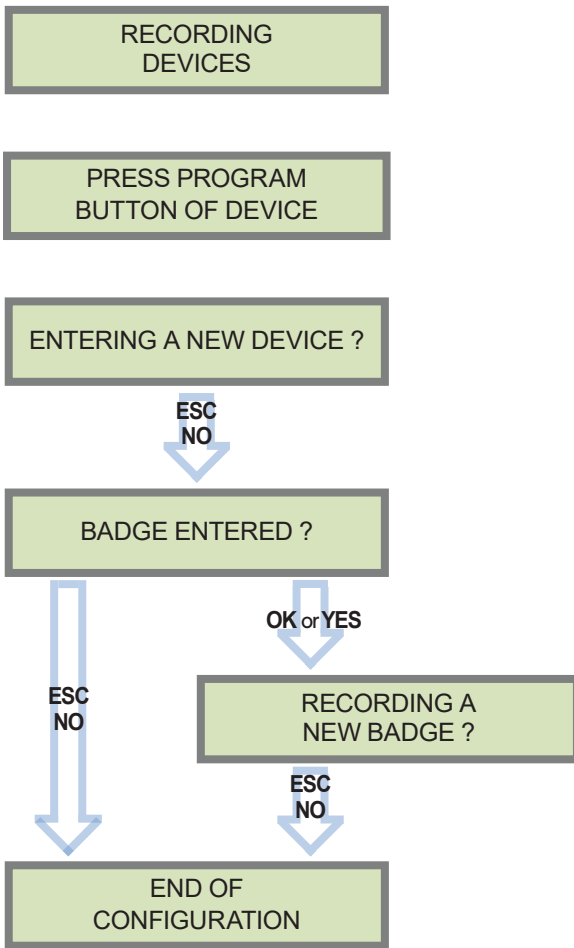 RECORDING
DEVICES
PRESS PROGRAM
BUTTON OF DEVICE
ENTERING A NEW DEVICE ?
ESC
NO
BADGE ENTERED ?
OK or YES
ESC
NO
RECORDING A
NEW BADGE ?
ESC
NO
END OF
CONFIGURATION